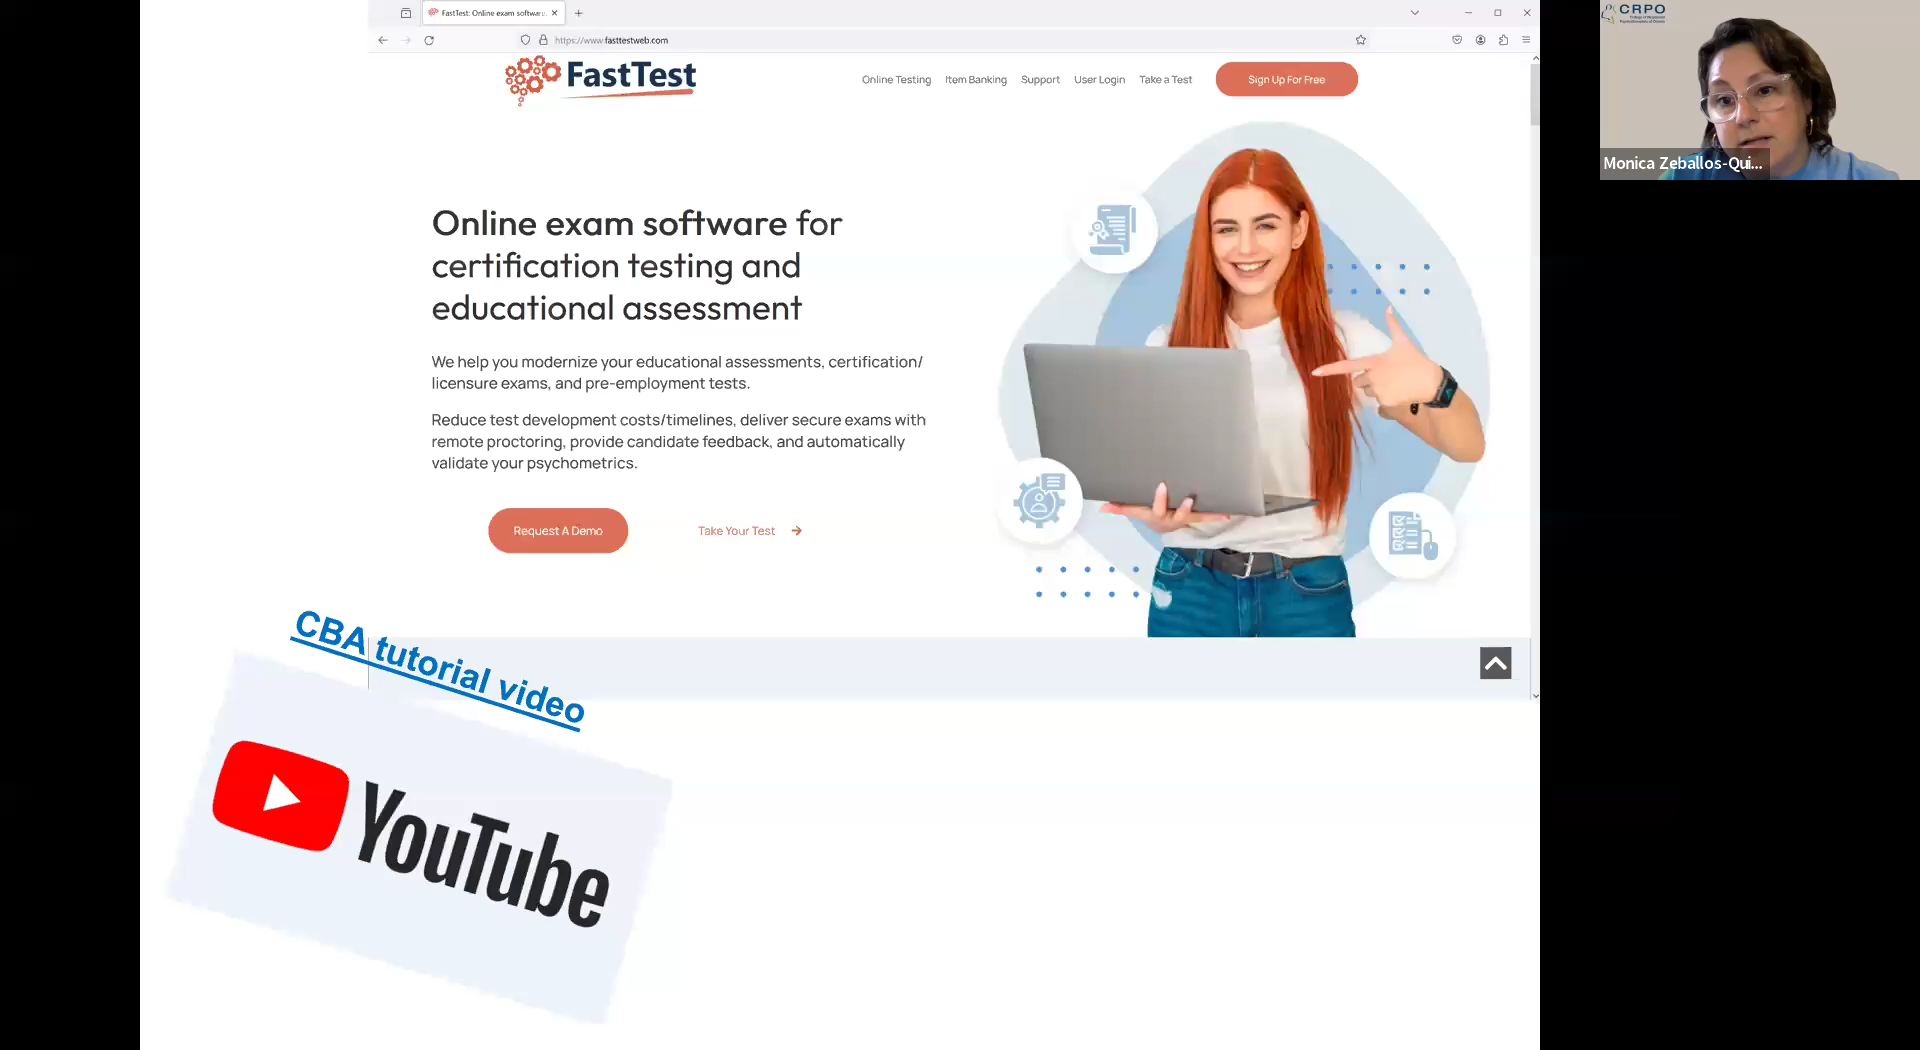 FastTest: Online exam softwar
https://www.fasttestweb.com
FastTest
Online Testing
Item Banking
Support
User Login
Take a Test
Sign Up For Free
CRPO
Monica Zeballos-Qui...
Online exam software for
certification testing and
educational assessment
We help you modernize your educational assessments, certification/
licensure exams, and pre-employment tests.
Reduce test development costs/timelines, deliver secure exams with
remote proctoring, provide candidate feedback, and automatically
validate your psychometrics.
Request A Demo
Take Your Test
CBA tutorial video
YouTube